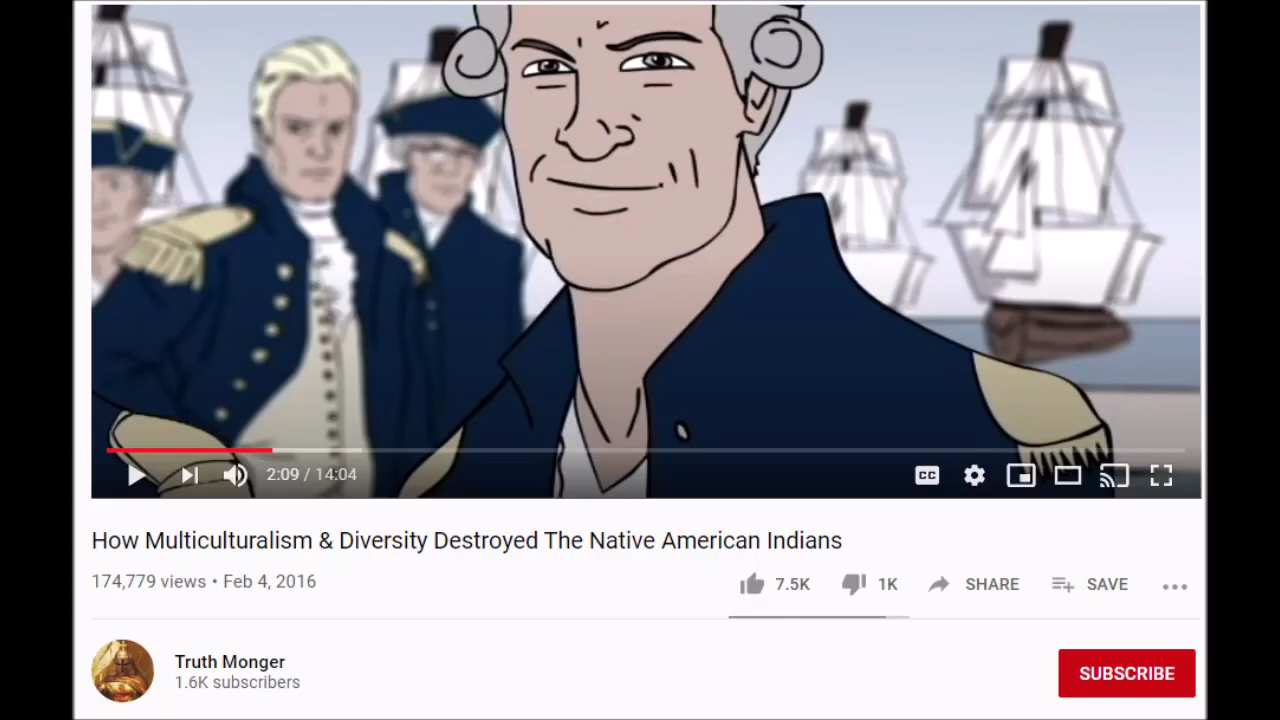 2:09 / 14:04
CC
How Multiculturalism & Diversity Destroyed The Native American Indians
174,779 views • Feb 4, 2016
7.5K 1K SHARE SAVE
Truth Monger
1.6K subscribers
SUBSCRIBE